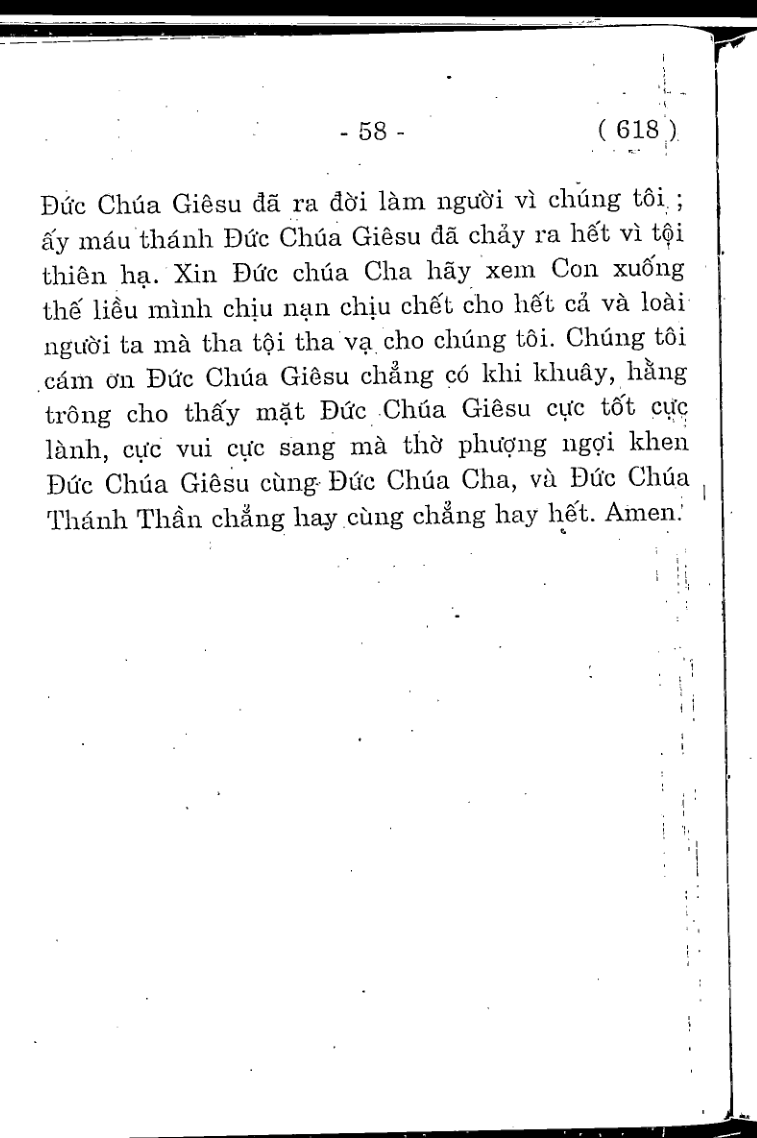 - 58 - ( 618 )
Đức Chúa Giêsu đã ra đời làm người vì chúng tôi ;
ấy máu thánh Đức Chúa Giêsu đã chảy ra hết vì tội
thiên hạ. Xin Đức chúa Cha hãy xem Con xuống
thế liều mình chịu nạn chịu chết cho hết cả và loài
người ta mà tha tội tha vạ cho chúng tôi. Chúng tôi
cám ơn Đức Chúa Giêsu chẳng có khi khuây, hằng
trông cho thấy mặt Đức Chúa Giêsu cực tốt cực
lành, cực vui cực sang mà thờ phượng ngợi khen
Đức Chúa Giêsu cùng Đức Chúa Cha, và Đức Chúa
Thánh Thần chẳng hay cùng chẳng hay hết. Amen.